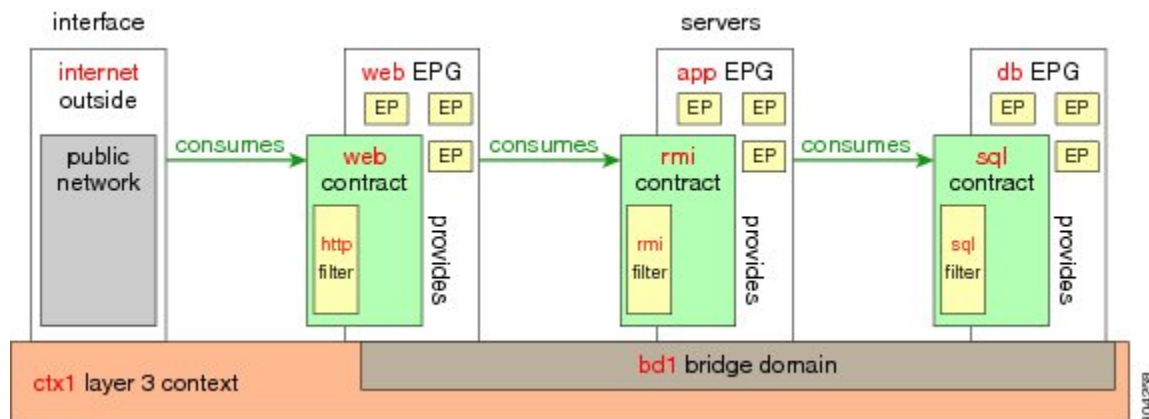 interface
servers
internet
outside
web EPG
app EPG
db EPG
EP EP
EP EP
EP EP
public
network
consumes
web
contract
EP
consumes
rmi
contract
EP
consumes
sql
contract
EP
http
filter
provides
rmi
filter
provides
sql
filter
provides
bd1 bridge domain
ctx1 layer 3 context